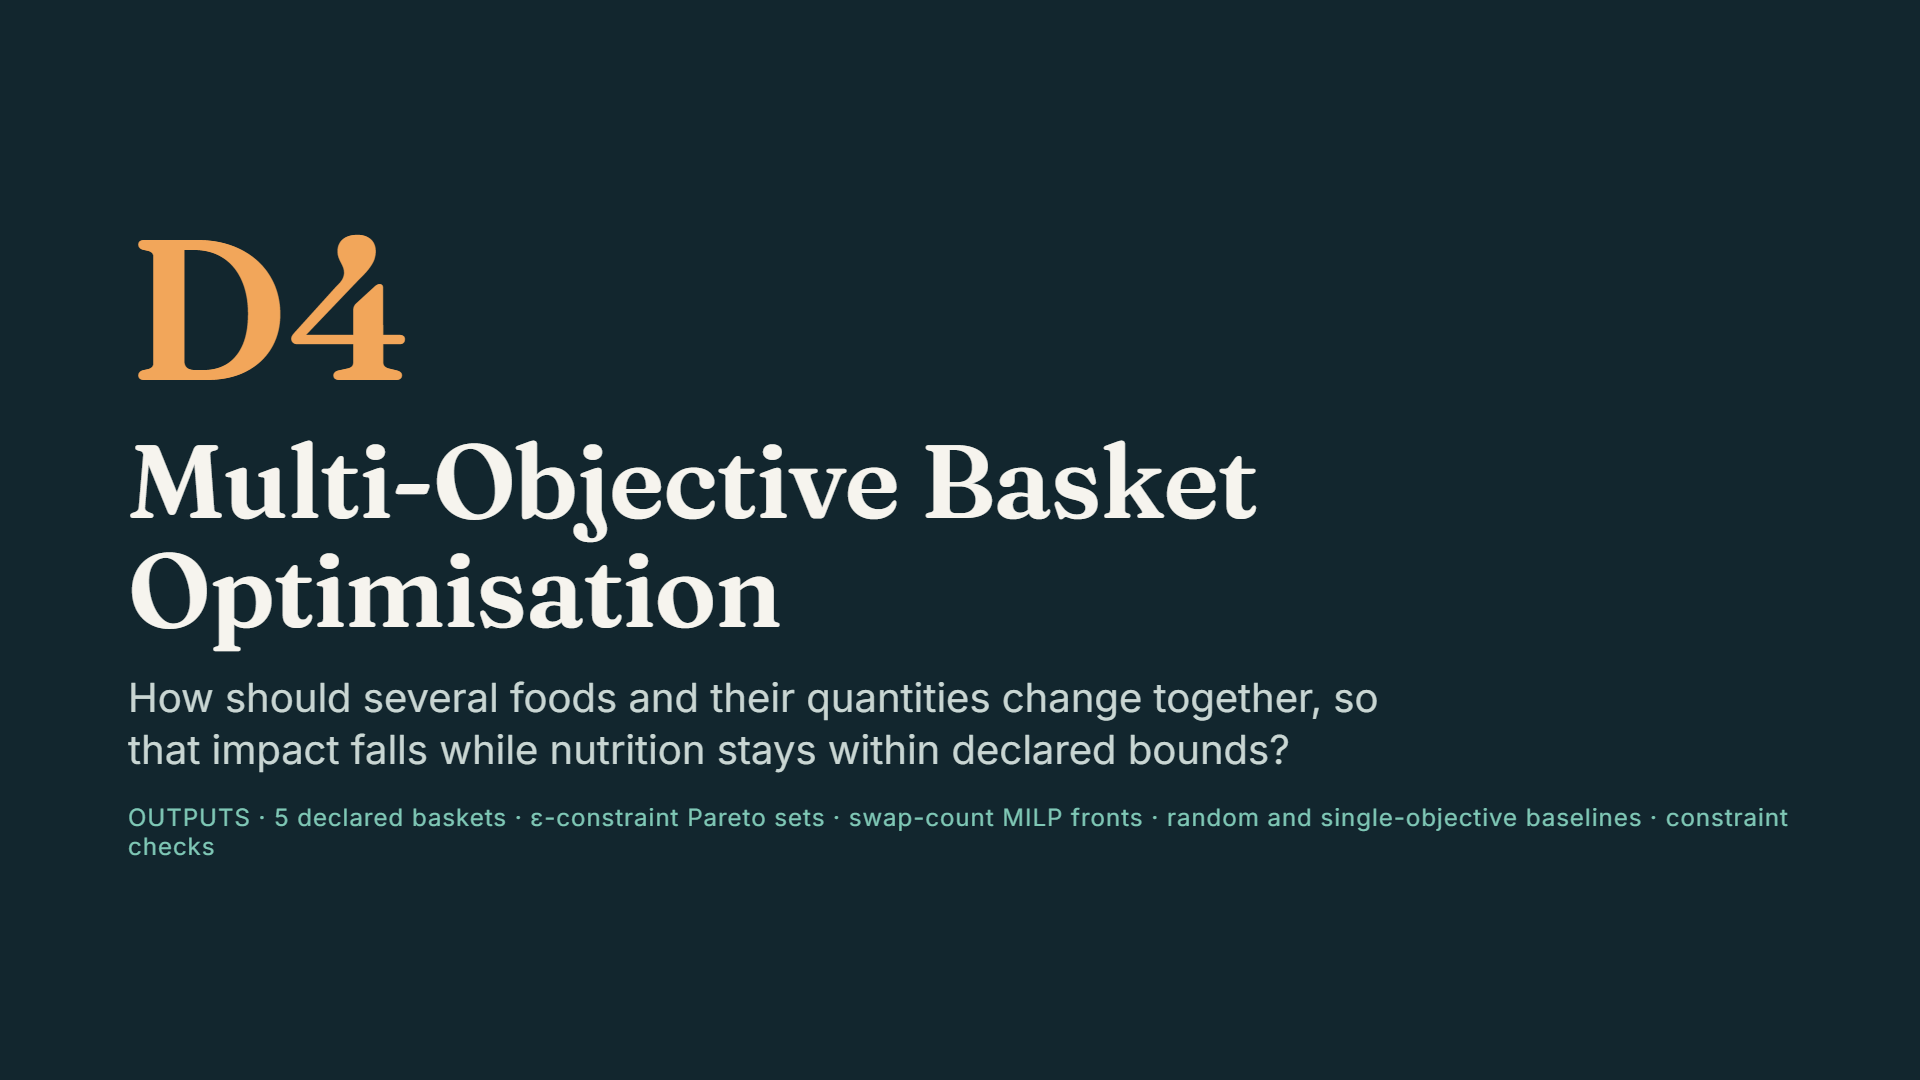 D4
Multi-Objective Basket
Optimisation
How should several foods and their quantities change together, so
that impact falls while nutrition stays within declared bounds?
OUTPUTS · 5 declared baskets · ε-constraint Pareto sets · swap-count MILP fronts · random and single-objective baselines · constraint
checks